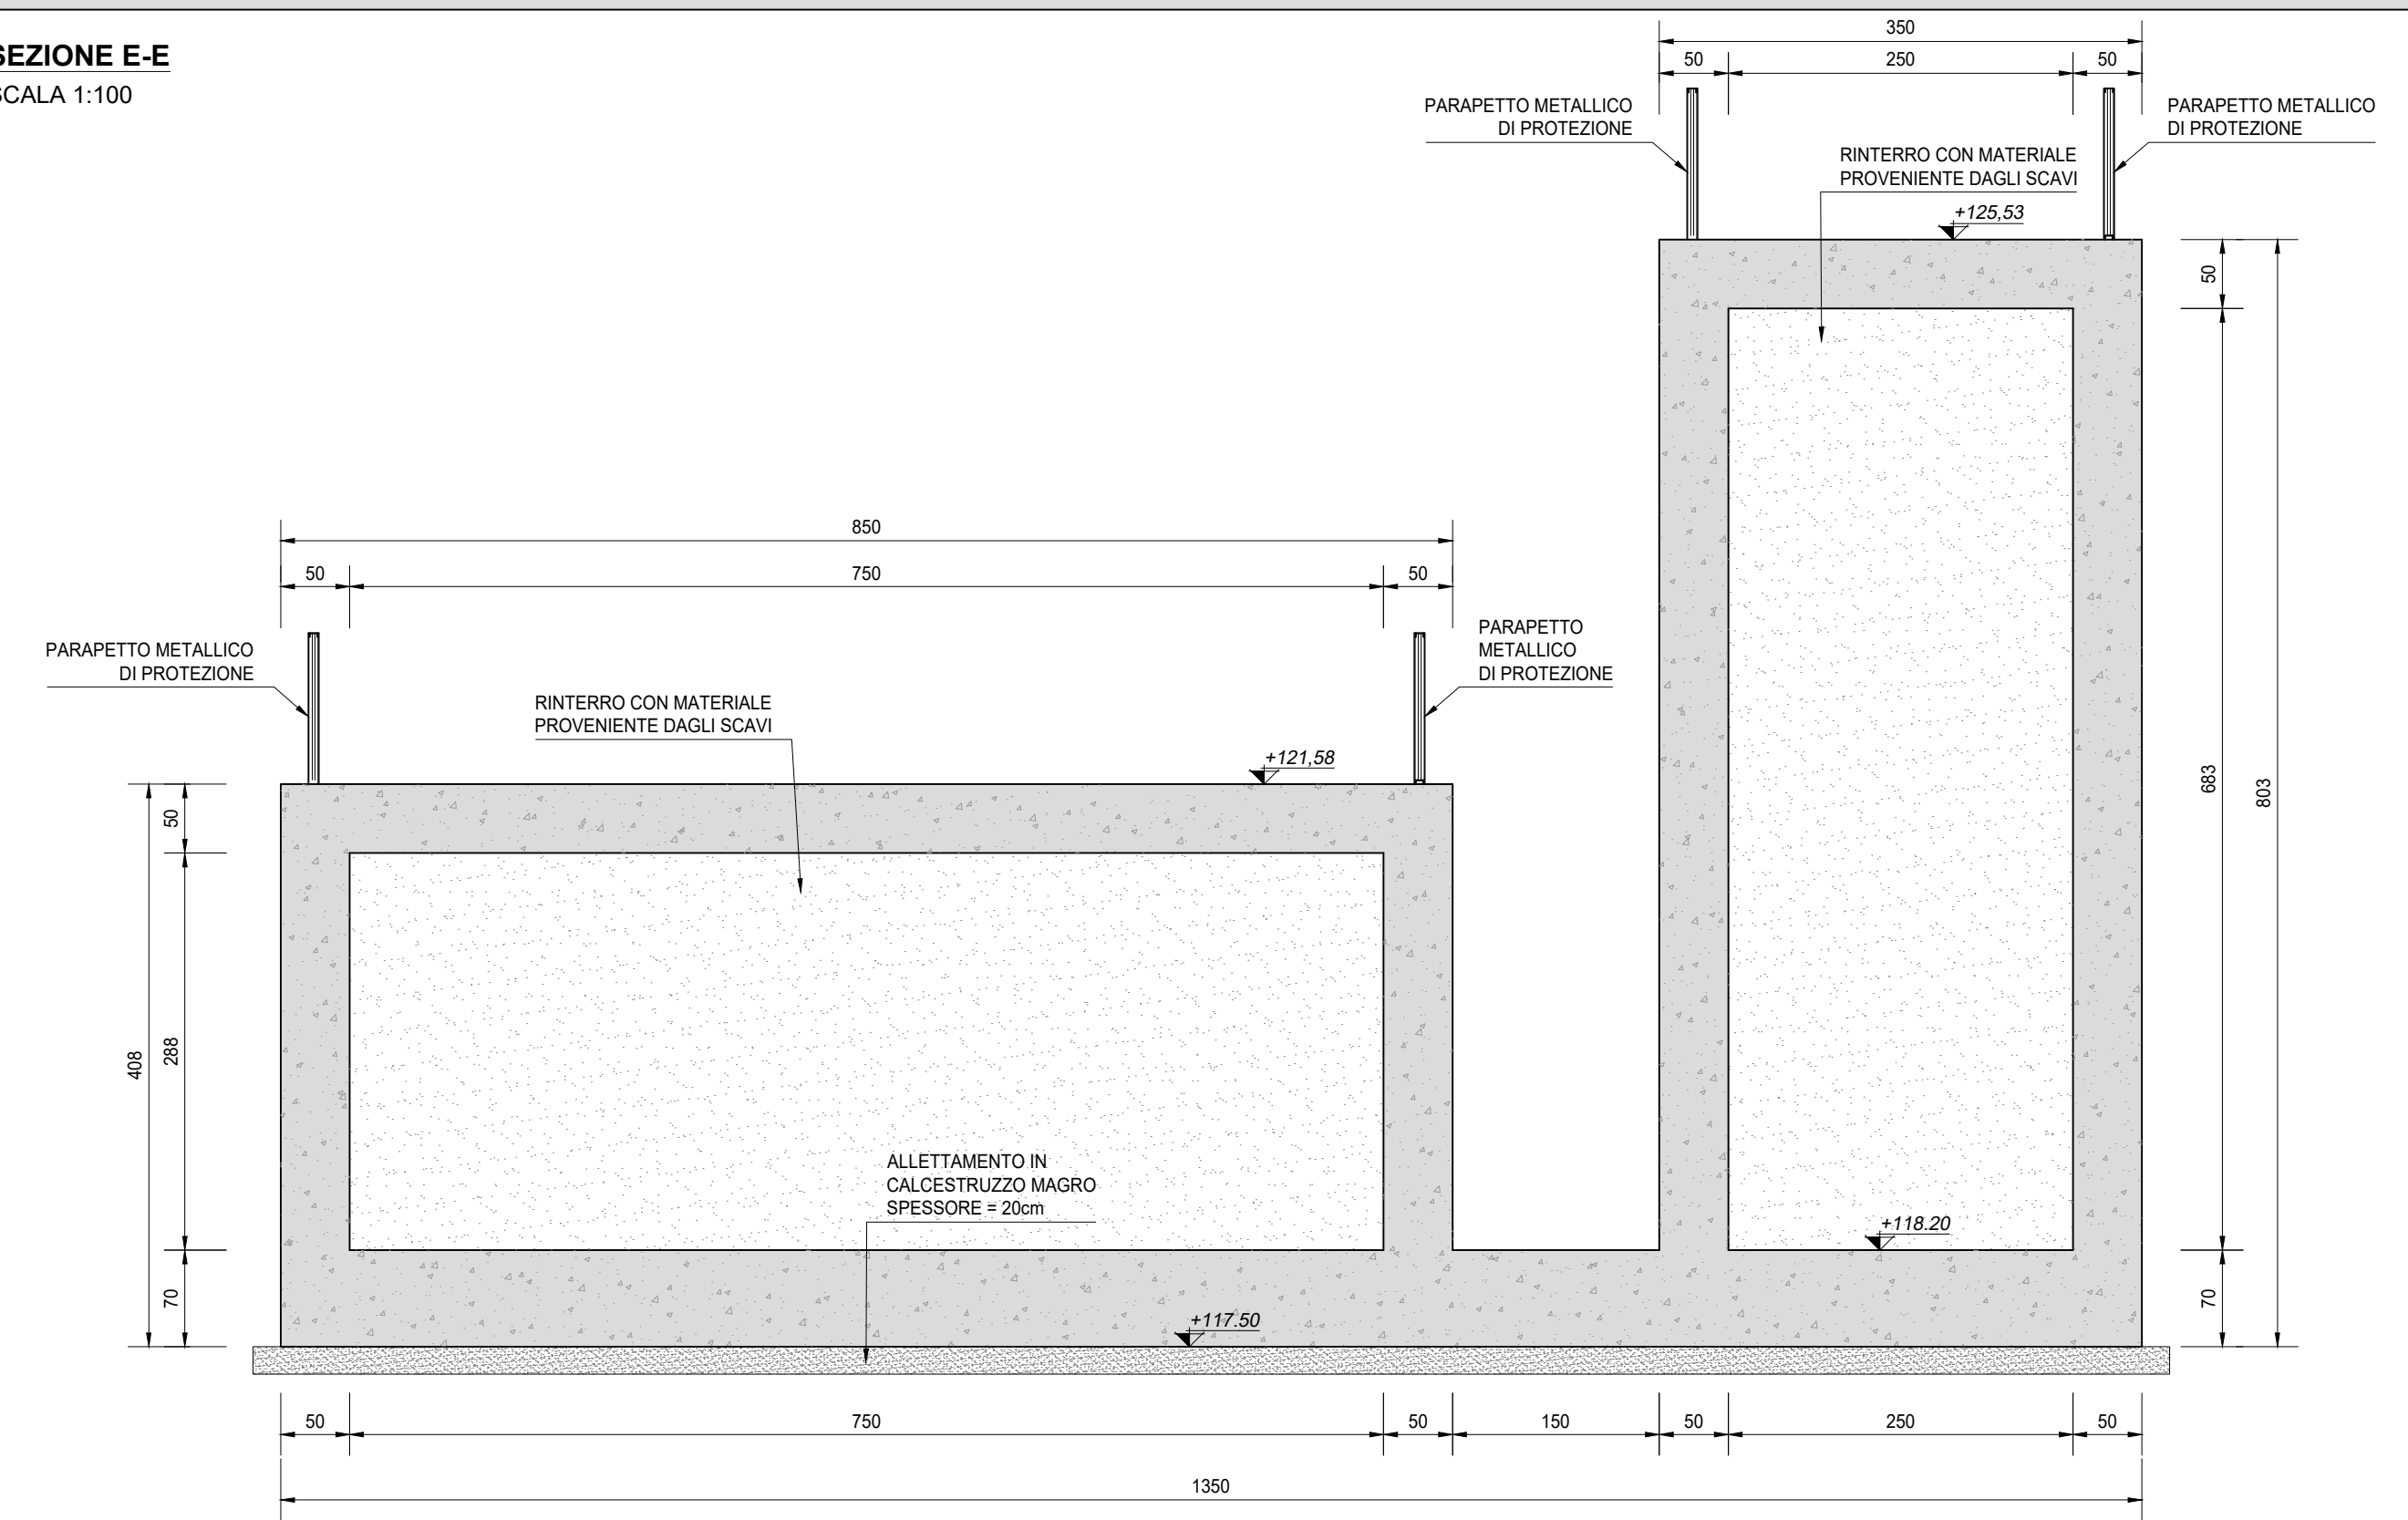 SEZIONE E-E
SCALA 1:100
350
50
250
50
PARAPETTO METALLICO
DI PROTEZIONE
PARAPETTO METALLICO
DI PROTEZIONE
RINTERRO CON MATERIALE
PROVENIENTE DAGLI SCAVI
+125,53
50
683
803
70
850
50
750
50
PARAPETTO METALLICO
DI PROTEZIONE
PARAPETTO
METALLICO
DI PROTEZIONE
RINTERRO CON MATERIALE
PROVENIENTE DAGLI SCAVI
+121,58
50
288
408
70
ALLETTAMENTO IN
CALCESTRUZZO MAGRO
SPESSORE = 20cm
+118.20
+117.50
50
750
50
150
50
250
50
1350